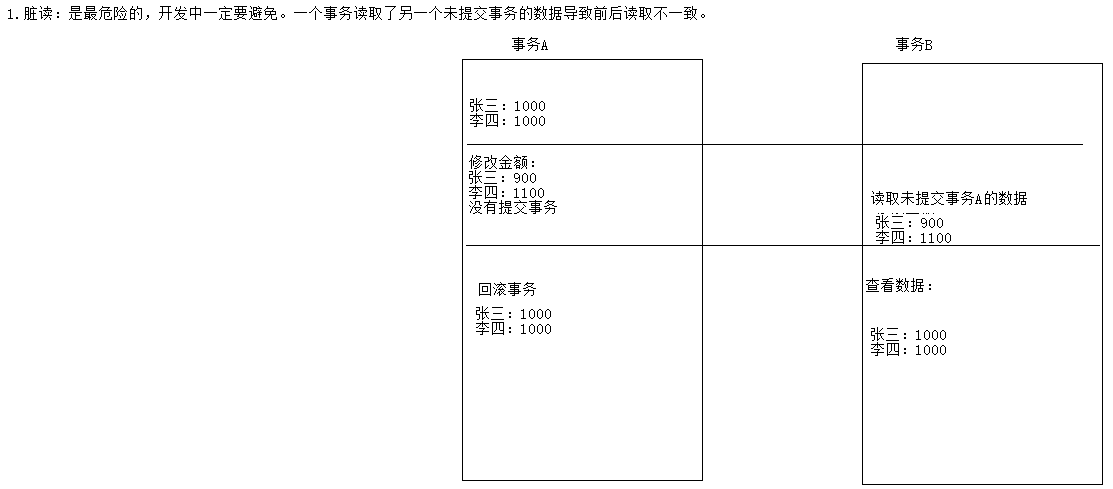 1.脏读：是最危险的，开发中一定要避免。一个事务读取了另一个未提交事务的数据导致前后读取不一致。
事务A
事务B
张三：1000
李四：1000
修改金额：
张三：900
李四：1100
没有提交事务
读取未提交事务A的数据
张三：900
李四：1100
回滚事务
张三：1000
李四：1000
查看数据：
张三：1000
李四：1000